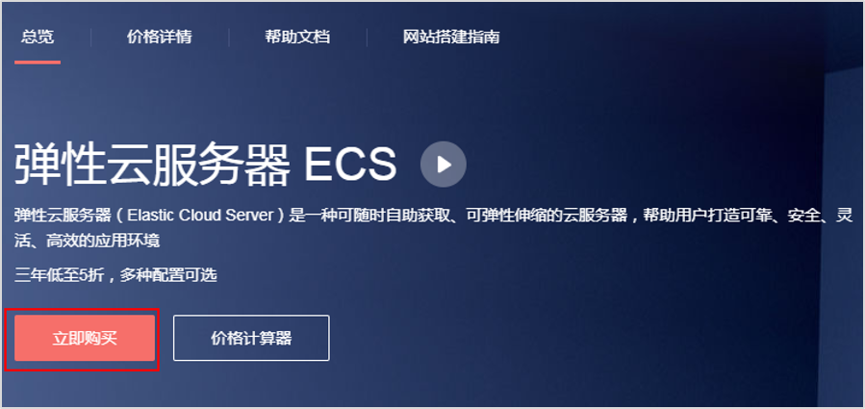 总览 价格详情 帮助文档 网站搭建指南
弹性云服务器 ECS
弹性云服务器（Elastic Cloud Server）是一种可随时自助获取、可弹性伸缩的云服务器，帮助用户打造可靠、安全、灵
活、高效的应用环境
三年低至5折，多种配置可选
立即购买 价格计算器